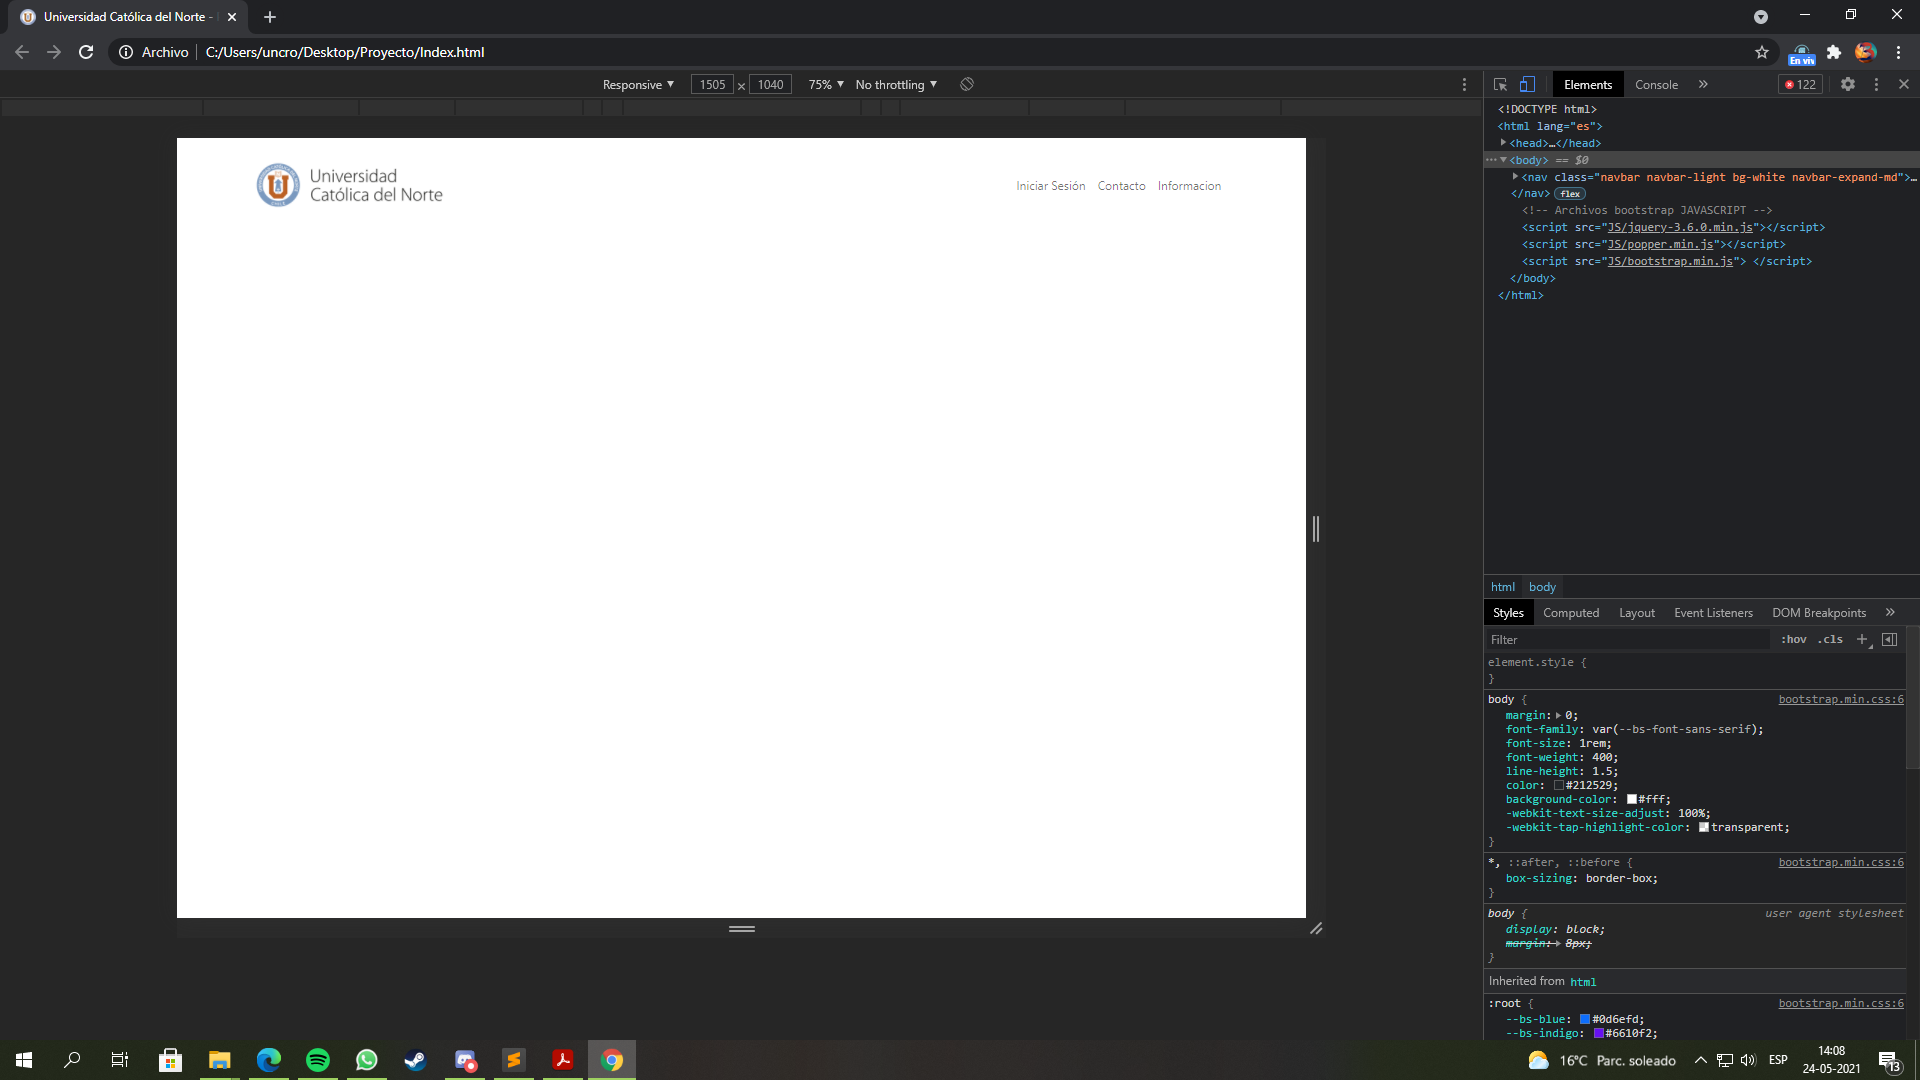 Universidad Católica del Norte -
Archivo C:/Users/uncro/Desktop/Proyecto/Index.html
En viv
Responsive 1505 × 1040 75% No throttling
Elements Console 122
<!DOCTYPE html>
<html lang="es">
<head>…</head>
<body> == $0
<nav class="navbar navbar-light bg-white navbar-expand-md">…
</nav> flex
<!-- Archivos bootstrap JAVASCRIPT -->
<script src="JS/jquery-3.6.0.min.js"></script>
<script src="JS/popper.min.js"></script>
<script src="JS/bootstrap.min.js"> </script>
</body>
</html>
Universidad
Católica del Norte
Iniciar Sesión Contacto Informacion
html body
Styles Computed Layout Event Listeners DOM Breakpoints
Filter :hov .cls
element.style {
}
body { bootstrap.min.css:6
margin: 0;
font-family: var(--bs-font-sans-serif);
font-size: 1rem;
font-weight: 400;
line-height: 1.5;
color: #212529;
background-color: #fff;
-webkit-text-size-adjust: 100%;
-webkit-tap-highlight-color: transparent;
}
*, ::after, ::before { bootstrap.min.css:6
box-sizing: border-box;
}
body { user agent stylesheet
display: block;
margin: 8px;
}
Inherited from html
:root { bootstrap.min.css:6
--bs-blue: #0d6efd;
--bs-indigo: #6610f2;
16°C Parc. soleado ESP 14:08
24-05-2021 13